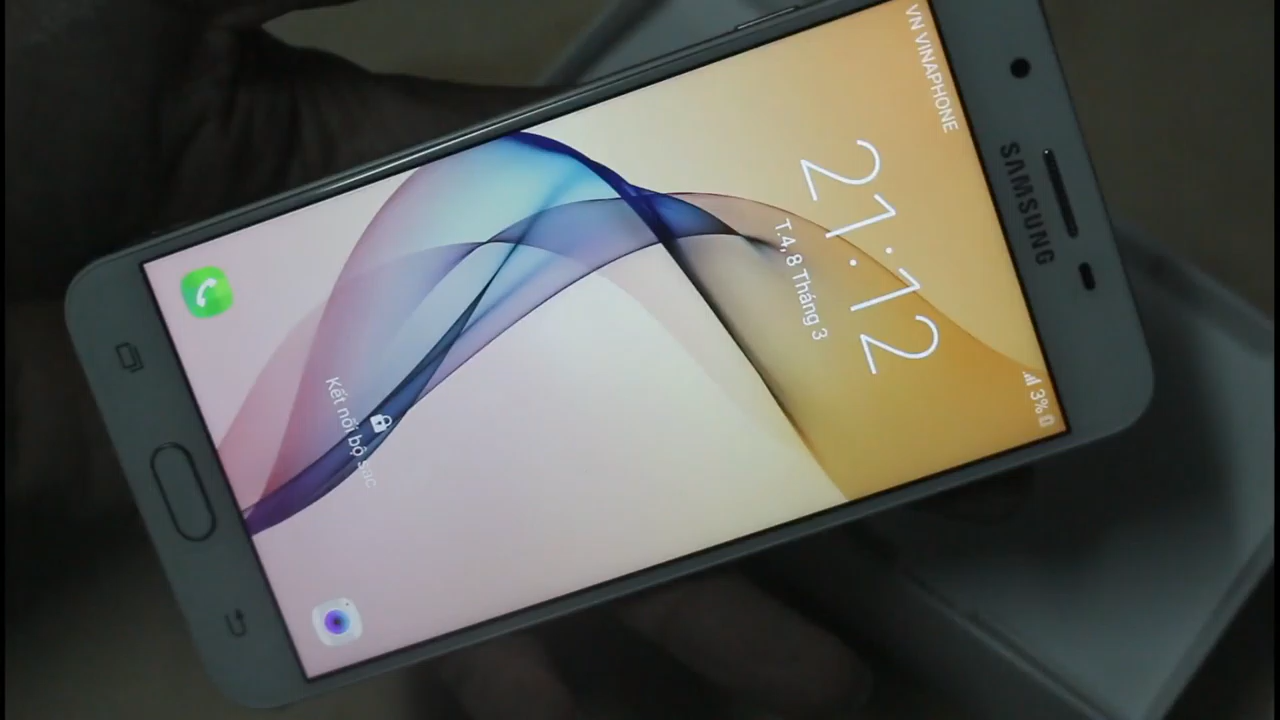 SAMSUNG
VN VINAPHONE
3%
21:12
T.4, 8 Tháng 3
Kết nối bộ sạc